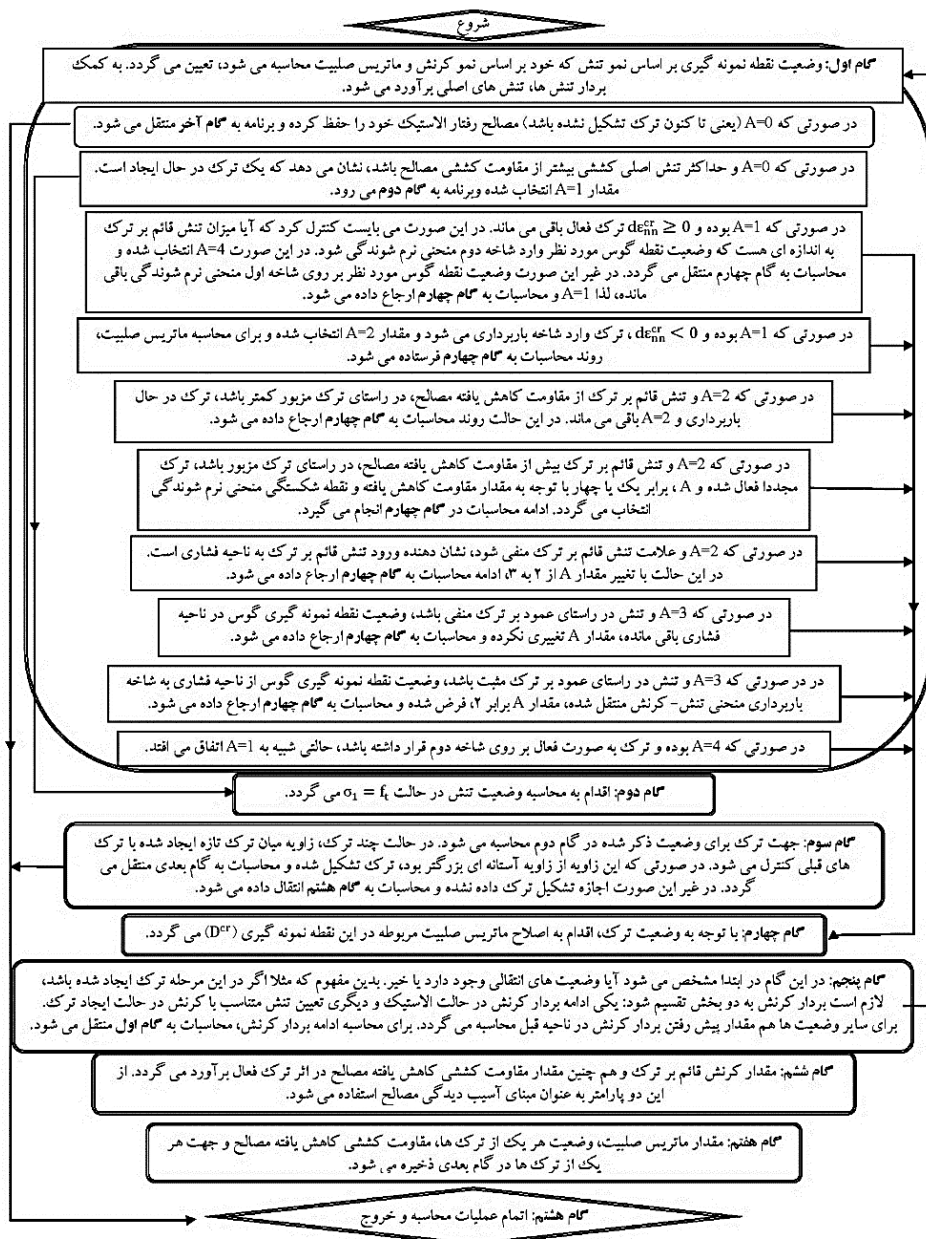 شروع
گام اول: وضعیت نقطه نمونه گیری بر اساس نمو تنش که خود بر اساس نمو کرنش و ماتریس صلبیت محاسبه می شود، تعیین می گردد. به کمک
بردار تنش ها، تنش های اصلی برآورد می شود.
در صورتی که A=0 (یعنی تا کنون ترک تشکیل نشده باشد) مصالح رفتار الاستیک خود را حفظ کرده و برنامه به گام آخر منتقل می شود.
در صورتی که A=0 و حداکثر تنش اصلی کششی بیشتر از مقاومت کششی مصالح باشد، نشان می دهد که یک ترک در حال ایجاد است.
مقدار A=1 انتخاب شده وبرنامه به گام دوم می رود.
در صورتی که A=1 بوده و dε_nn^cr ≥ 0 ترک فعال باقی می ماند. در این صورت می بایست کنترل کرد که آیا میزان تنش قائم بر ترک
به اندازه ای هست که وضعیت نقطه گوس مورد نظر وارد شاخه دوم منحنی نرم شوندگی شود. در این صورت A=4 انتخاب شده و
محاسبات به گام چهارم منتقل می گردد. در غیر این صورت وضعیت نقطه گوس مورد نظر بر روی شاخه اول منحنی نرم شوندگی باقی
مانده، لذا A=1 و محاسبات به گام چهارم ارجاع داده می شود.
در صورتی که A=1 بوده و dε_nn^cr < 0 ، ترک وارد شاخه باربرداری می شود و مقدار A=2 انتخاب شده و برای محاسبه ماتریس صلبیت،
روند محاسبات به گام چهارم فرستاده می شود.
در صورتی که A=2 و تنش قائم بر ترک از مقاومت کاهش یافته مصالح، در راستای ترک مزبور کمتر باشد، ترک در حال
باربرداری و A=2 باقی می ماند. در این حالت روند محاسبات به گام چهارم ارجاع داده می شود.
در صورتی که A=2 و تنش قائم بر ترک بیش از مقاومت کاهش یافته مصالح، در راستای ترک مزبور باشد، ترک
مجددا فعال شده و A ، برابر یک یا چهار با توجه به مقدار مقاومت کاهش یافته و نقطه شکستگی منحنی نرم شوندگی
انتخاب می گردد. ادامه محاسبات در گام چهارم انجام می گیرد.
در صورتی که A=2 و علامت تنش قائم بر ترک منفی شود، نشان دهنده ورود تنش قائم بر ترک به ناحیه فشاری است.
در این حالت با تغییر مقدار A از ۲ به ۳، ادامه محاسبات به گام چهارم ارجاع داده می شود.
در صورتی که A=3 و تنش در راستای عمود بر ترک منفی باشد، وضعیت نقطه نمونه گیری گوس در ناحیه
فشاری باقی مانده، مقدار A تغییری نکرده و محاسبات به گام چهارم ارجاع داده می شود.
در در صورتی که A=3 و تنش در راستای عمود بر ترک مثبت باشد، وضعیت نقطه نمونه گیری گوس از ناحیه فشاری به شاخه
باربرداری منحنی تنش- کرنش منتقل شده، مقدار A برابر ۲، فرض شده و محاسبات به گام چهارم ارجاع داده می شود.
در صورتی که A=4 بوده و ترک به صورت فعال بر روی شاخه دوم قرار داشته باشد، حالتی شبیه به A=1 اتفاق می افتد.
گام دوم: اقدام به محاسبه وضعیت تنش در حالت σ₁ = fₜ می گردد.
گام سوم: جهت ترک برای وضعیت ذکر شده در گام دوم محاسبه می شود. در حالت چند ترک، زاویه میان ترک تازه ایجاد شده با ترک
های قبلی کنترل می شود. در صورتی که این زاویه از زاویه آستانه ای بزرگتر بود، ترک تشکیل شده و محاسبات به گام بعدی منتقل می
گردد. در غیر این صورت اجازه تشکیل ترک داده نشده و محاسبات به گام هشتم انتقال داده می شود.
گام چهارم: با توجه به وضعیت ترک، اقدام به اصلاح ماتریس صلبیت مربوطه در این نقطه نمونه گیری (D^cr) می گردد.
گام پنجم: در این گام در ابتدا مشخص می شود آیا وضعیت های انتقالی وجود دارد یا خیر. بدین مفهوم که مثلا اگر در این مرحله ترک ایجاد شده باشد،
لازم است بردار کرنش به دو بخش تقسیم شود: یکی ادامه بردار کرنش در حالت الاستیک و دیگری تعیین تنش متناسب با کرنش در حالت ایجاد ترک.
برای سایر وضعیت ها هم مقدار پیش رفتن بردار کرنش در ناحیه قبل محاسبه می گردد. برای محاسبه ادامه بردار کرنش، محاسبات به گام اول منتقل می شود.
گام ششم: مقدار کرنش قائم بر ترک و هم چنین مقدار مقاومت کششی کاهش یافته مصالح در اثر ترک فعال برآورد می گردد. از
این دو پارامتر به عنوان مبنای آسیب دیدگی مصالح استفاده می شود.
گام هفتم: مقدار ماتریس صلبیت، وضعیت هر یک از ترک ها، مقاومت کششی کاهش یافته مصالح و جهت هر
یک از ترک ها در گام بعدی ذخیره می شود.
گام هشتم: اتمام عملیات محاسبه و خروج